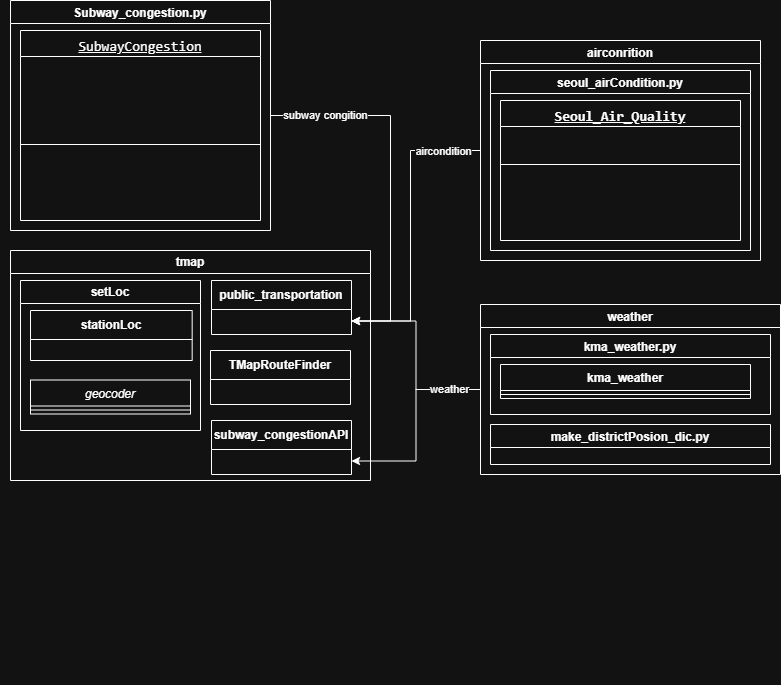 Subway_congestion.py
SubwayCongestion
subway congition
airconrition
seoul_airCondition.py
Seoul_Air_Quality
aircondition
tmap
setLoc
stationLoc
geocoder
public_transportation
TMapRouteFinder
subway_congestionAPI
weather
weather
kma_weather.py
kma_weather
make_districtPosion_dic.py